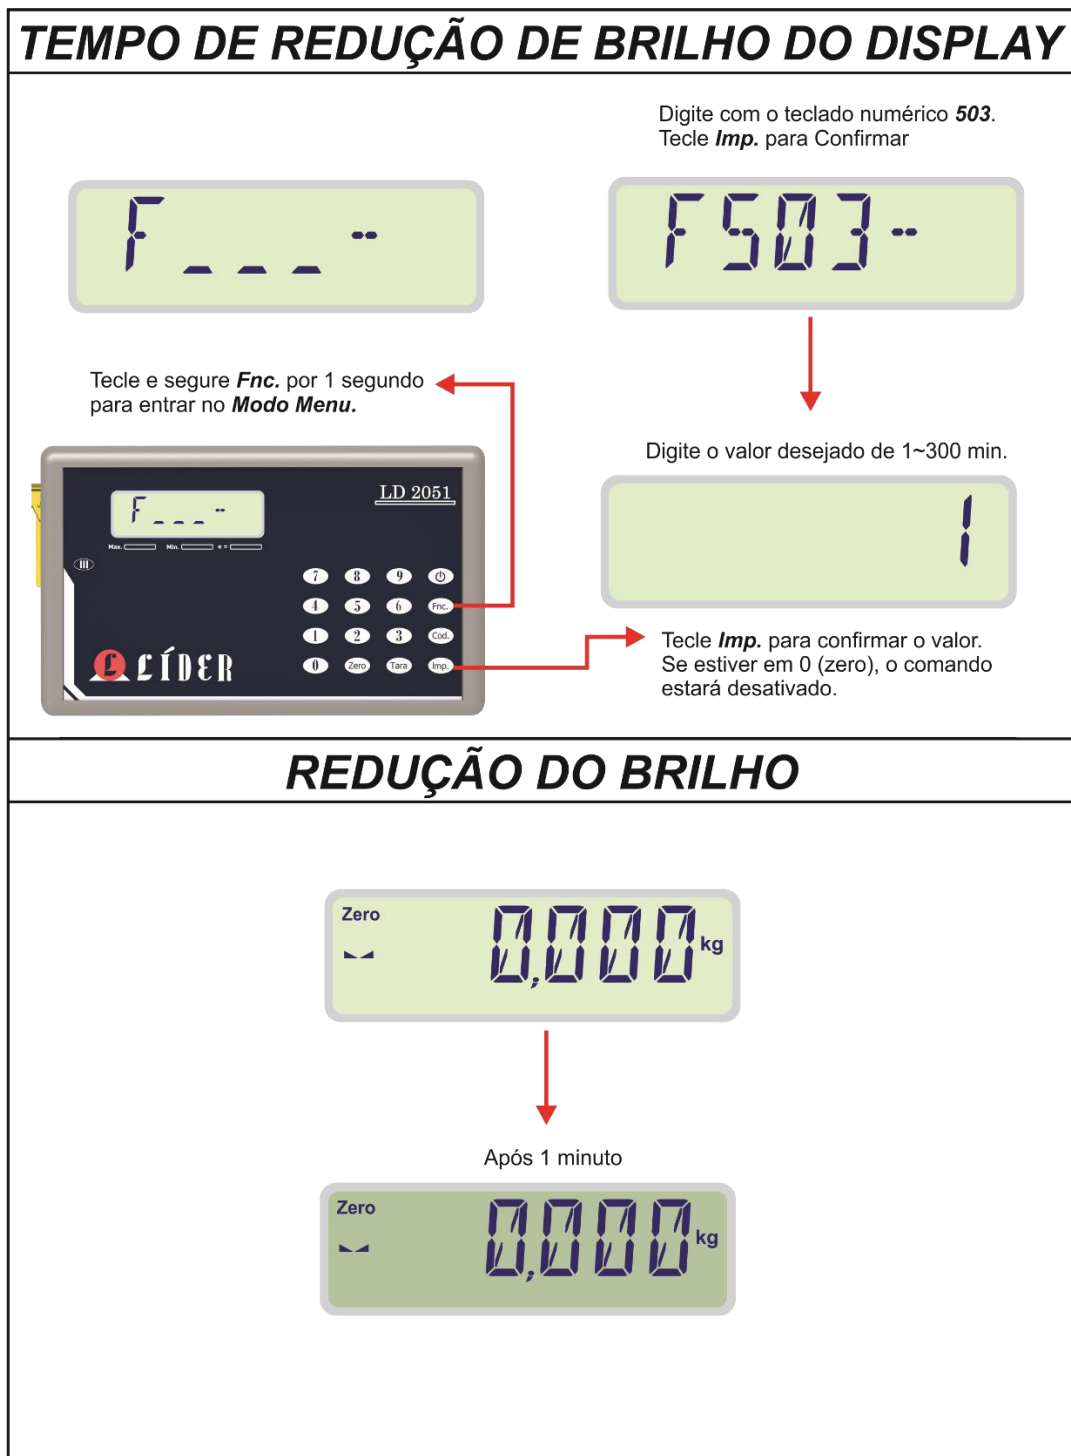 TEMPO DE REDUÇÃO DE BRILHO DO DISPLAY
Digite com o teclado numérico 503.
Tecle Imp. para Confirmar
F _ _ _ -
F503-
Tecle e segure Fnc. por 1 segundo
para entrar no Modo Menu.
Digite o valor desejado de 1~300 min.
1
LD 2051
F _ _ _ -
Max. Min. e =
III
7 8 9
4 5 6 Fnc.
1 2 3 Cod.
0 Zero Tara Imp.
L LÍDER
Tecle Imp. para confirmar o valor.
Se estiver em 0 (zero), o comando
estará desativado.
REDUÇÃO DO BRILHO
Zero
0,000 kg
Após 1 minuto
Zero
0,000 kg